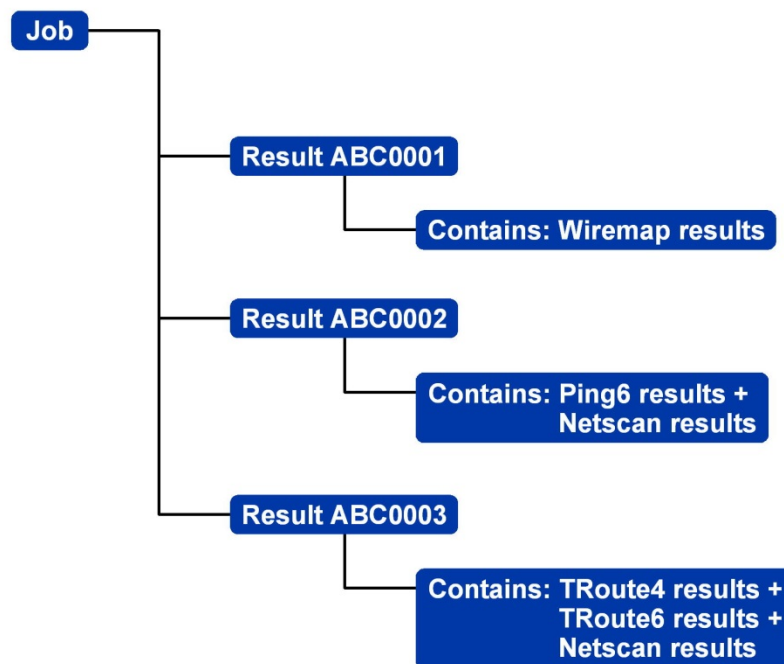 Job
Result ABC0001
Contains: Wiremap results
Result ABC0002
Contains: Ping6 results +
Netscan results
Result ABC0003
Contains: TRoute4 results +
TRoute6 results +
Netscan results